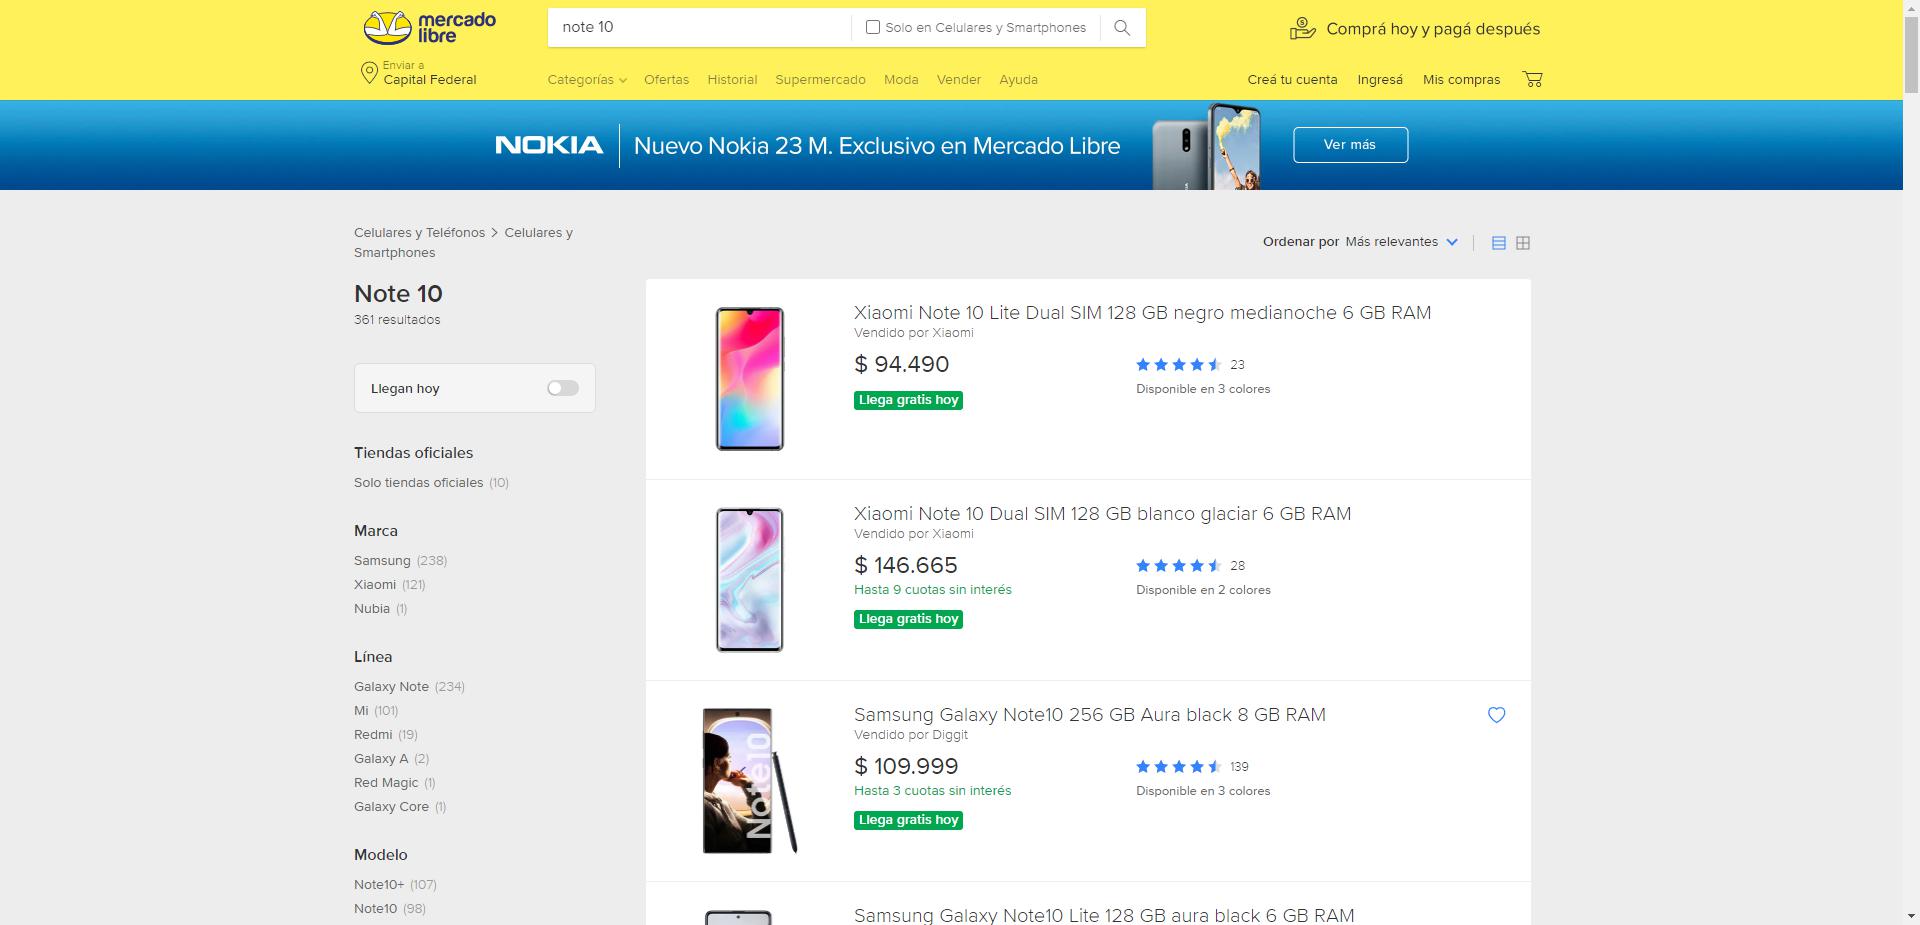 mercado
libre
note 10
Solo en Celulares y Smartphones
Comprá hoy y pagá después
Enviar a
Capital Federal
Categorías
Ofertas
Historial
Supermercado
Moda
Vender
Ayuda
Creá tu cuenta
Ingresá
Mis compras
NOKIA
Nuevo Nokia 23 M. Exclusivo en Mercado Libre
Ver más
Celulares y Teléfonos > Celulares y
Smartphones
Ordenar por Más relevantes
Note 10
361 resultados
Llegan hoy
Tiendas oficiales
Solo tiendas oficiales (10)
Marca
Samsung (238)
Xiaomi (121)
Nubia (1)
Línea
Galaxy Note (234)
Mi (101)
Redmi (19)
Galaxy A (2)
Red Magic (1)
Galaxy Core (1)
Modelo
Note10+ (107)
Note10 (98)
Xiaomi Note 10 Lite Dual SIM 128 GB negro medianoche 6 GB RAM
Vendido por Xiaomi
$ 94.490
23
Disponible en 3 colores
Llega gratis hoy
Xiaomi Note 10 Dual SIM 128 GB blanco glaciar 6 GB RAM
Vendido por Xiaomi
$ 146.665
28
Hasta 9 cuotas sin interés
Disponible en 2 colores
Llega gratis hoy
Note10
Samsung Galaxy Note10 256 GB Aura black 8 GB RAM
Vendido por Diggit
$ 109.999
139
Hasta 3 cuotas sin interés
Disponible en 3 colores
Llega gratis hoy
Samsung Galaxy Note10 Lite 128 GB aura black 6 GB RAM